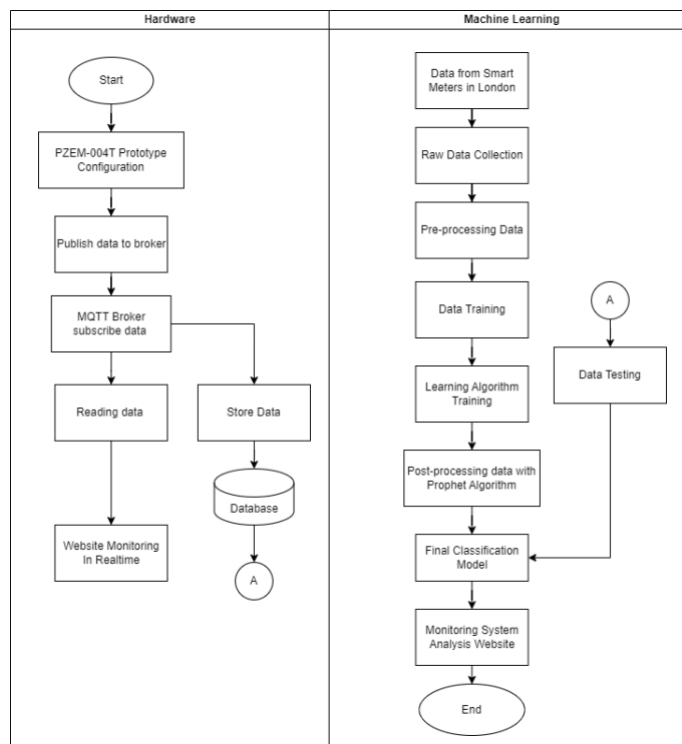 Hardware
Start
PZEM-004T Prototype
Configuration
Publish data to broker
MQTT Broker
subscribe data
Reading data
Store Data
Database
Website Monitoring
In Realtime
A
Machine Learning
Data from Smart
Meters in London
Raw Data Collection
Pre-processing Data
Data Training
A
Data Testing
Learning Algorithm
Training
Post-processing data with
Prophet Algorithm
Final Classification
Model
Monitoring System
Analysis Website
End